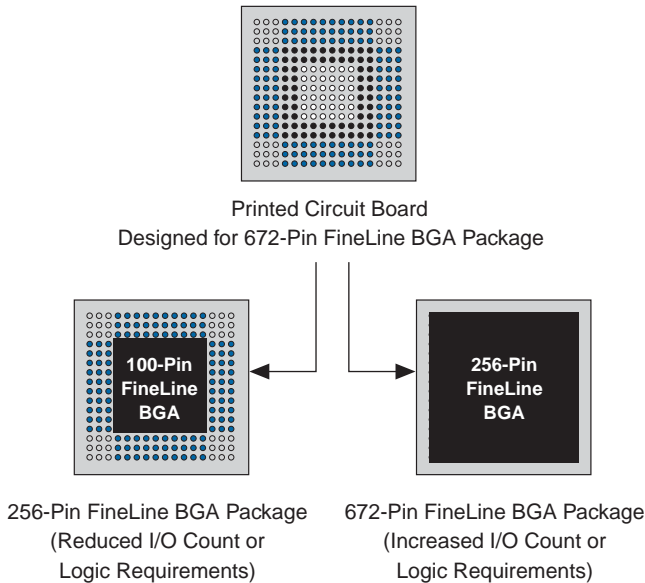 Printed Circuit Board
Designed for 672-Pin FineLine BGA Package
100-Pin
FineLine
BGA
256-Pin
FineLine
BGA
256-Pin FineLine BGA Package
(Reduced I/O Count or
Logic Requirements)
672-Pin FineLine BGA Package
(Increased I/O Count or
Logic Requirements)